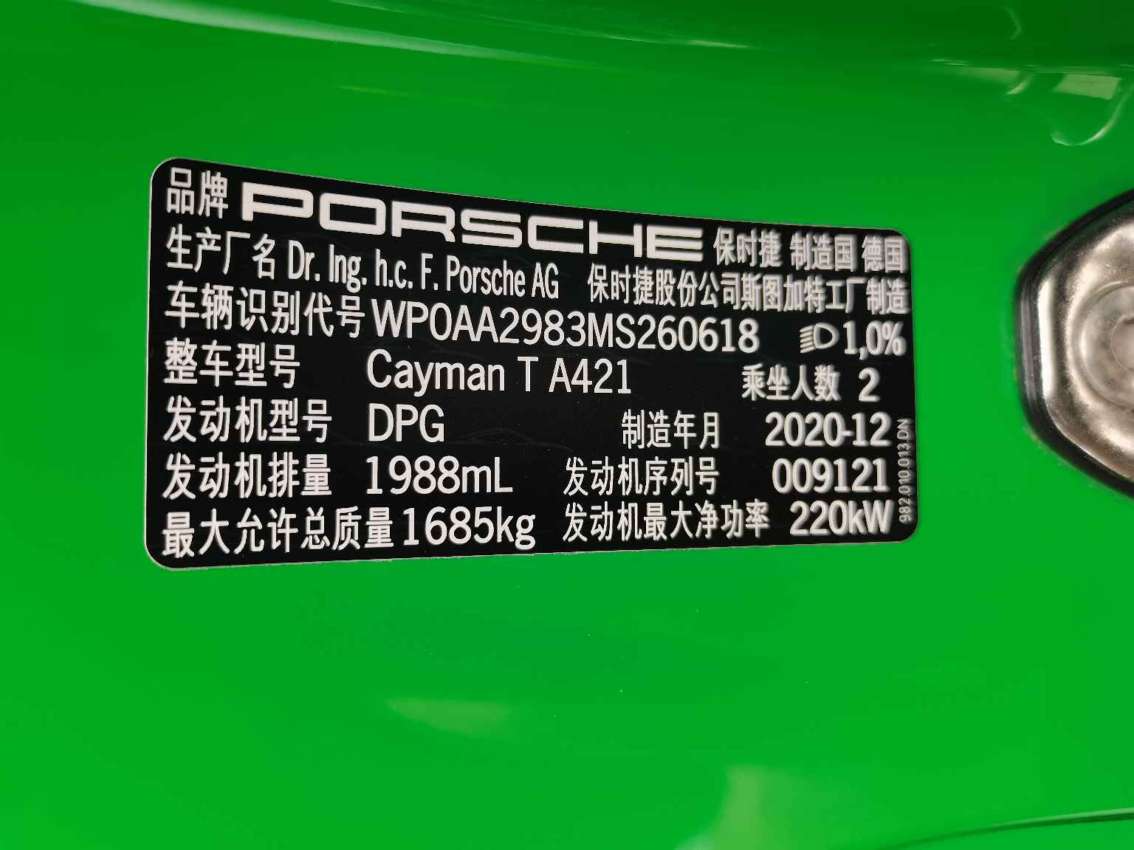 品牌 PORSCHE 保时捷 制造国 德国
生产厂名 Dr. Ing. h.c. F. Porsche AG 保时捷股份公司斯图加特工厂制造
车辆识别代号 WP0AA2983MS260618 1,0%
整车型号 Cayman T A421 乘坐人数 2
发动机型号 DPG 制造年月 2020-12
发动机排量 1988mL 发动机序列号 009121
最大允许总质量 1685kg 发动机最大净功率 220kW
982.010.013.DN